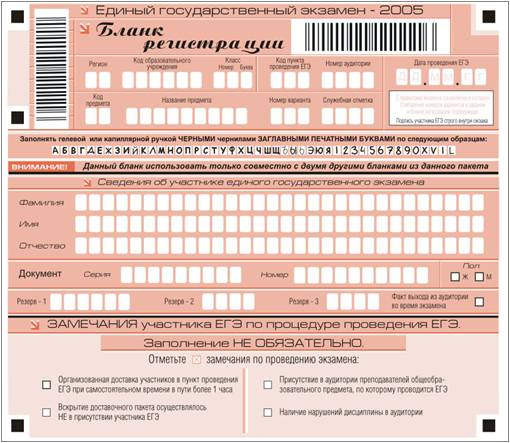 Единый государственный экзамен - 2005
Бланк регистрации
Регион
Код образовательного учреждения
Класс
Номер Буква
Код пункта проведения ЕГЭ
Номер аудитории
Дата проведения ЕГЭ
ДД.ММ.ГГ
Код предмета
Название предмета
Номер варианта
Служебная отметка
Подпись участника ЕГЭ строго внутри окошка
Заполнять гелевой или капиллярной ручкой ЧЕРНЫМИ чернилами ЗАГЛАВНЫМИ ПЕЧАТНЫМИ БУКВАМИ по следующим образцам:
АБВГДЕЖЗИЙКЛМНОПРСТУФХЦЧШЩЪЫЬЭЮЯ1234567890XVIL
ВНИМАНИЕ! Данный бланк использовать только совместно с двумя другими бланками из данного пакета
Сведения об участнике единого государственного экзамена
Фамилия
Имя
Отчество
Документ Серия Номер
Пол
Ж М
Резерв - 1 Резерв - 2 Резерв - 3
Факт выхода из аудитории во время экзамена
ЗАМЕЧАНИЯ участника ЕГЭ по процедуре проведения ЕГЭ.
Заполнение НЕ ОБЯЗАТЕЛЬНО.
Отметьте замечания по проведению экзамена:
Организованная доставка участников в пункт проведения
ЕГЭ при самостоятельном времени в пути более 1 часа
Вскрытие доставочного пакета осуществлялось
НЕ в присутствии участника ЕГЭ
Присутствие в аудитории преподавателей общеобра-
зовательного предмета, по которому проводится ЕГЭ
Наличие нарушений дисциплины в аудитории